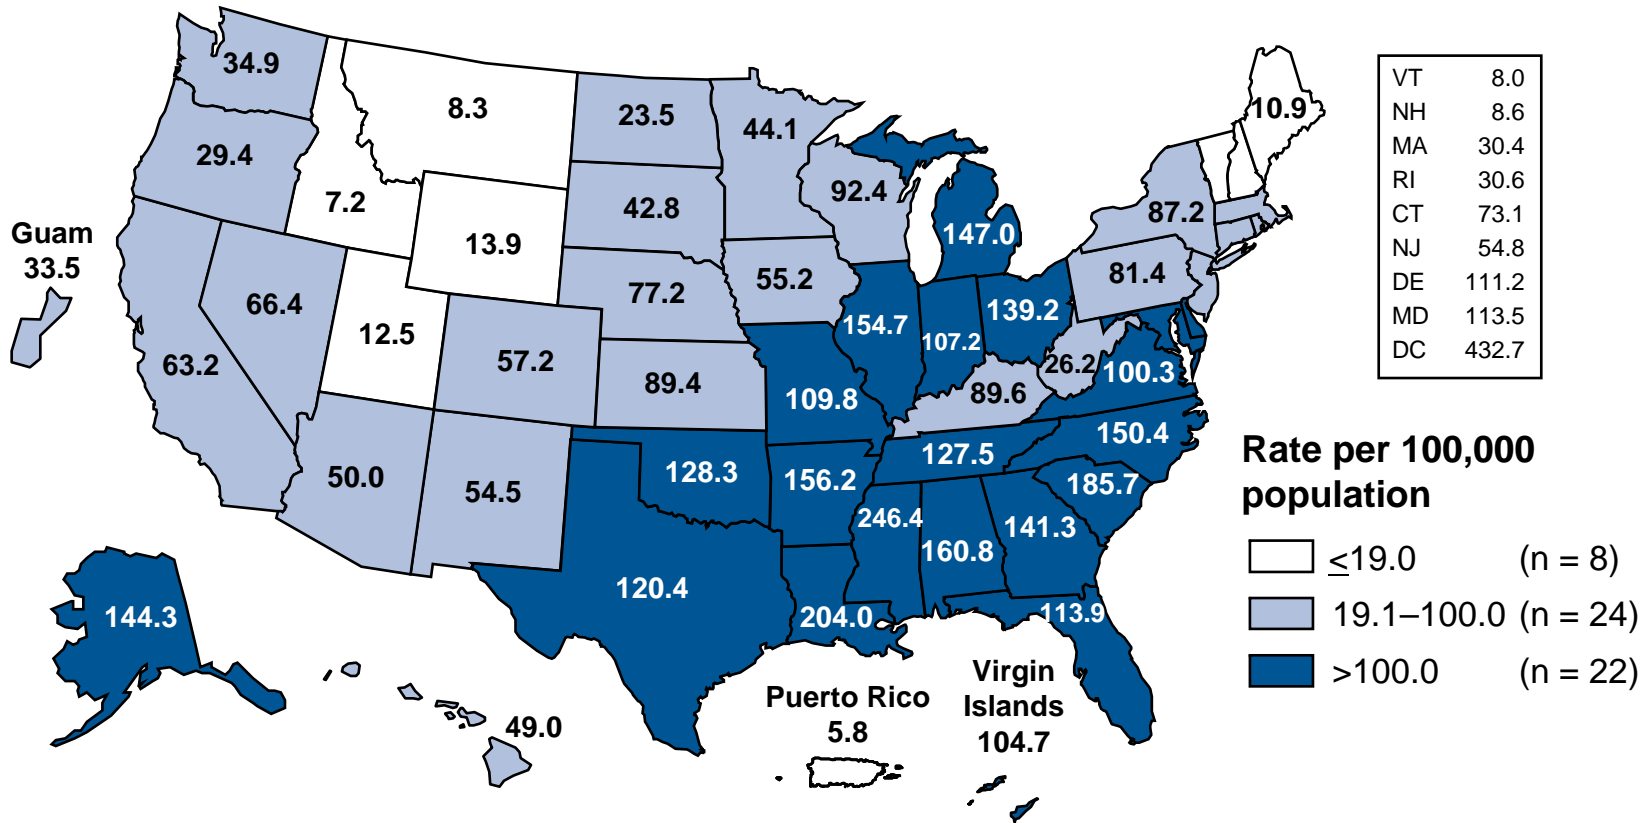 34.9
8.3
23.5
44.1
10.9
29.4
7.2
13.9
42.8
92.4
147.0
87.2
Guam
33.5
66.4
12.5
77.2
55.2
81.4
63.2
57.2
89.4
154.7
107.2
139.2
26.2
100.3
109.8
89.6
150.4
50.0
54.5
128.3
156.2
127.5
185.7
246.4
160.8
141.3
120.4
204.0
113.9
144.3
49.0
Puerto Rico
5.8
Virgin
Islands
104.7
VT 8.0
NH 8.6
MA 30.4
RI 30.6
CT 73.1
NJ 54.8
DE 111.2
MD 113.5
DC 432.7
Rate per 100,000
population
≤19.0 (n = 8)
19.1–100.0 (n = 24)
>100.0 (n = 22)